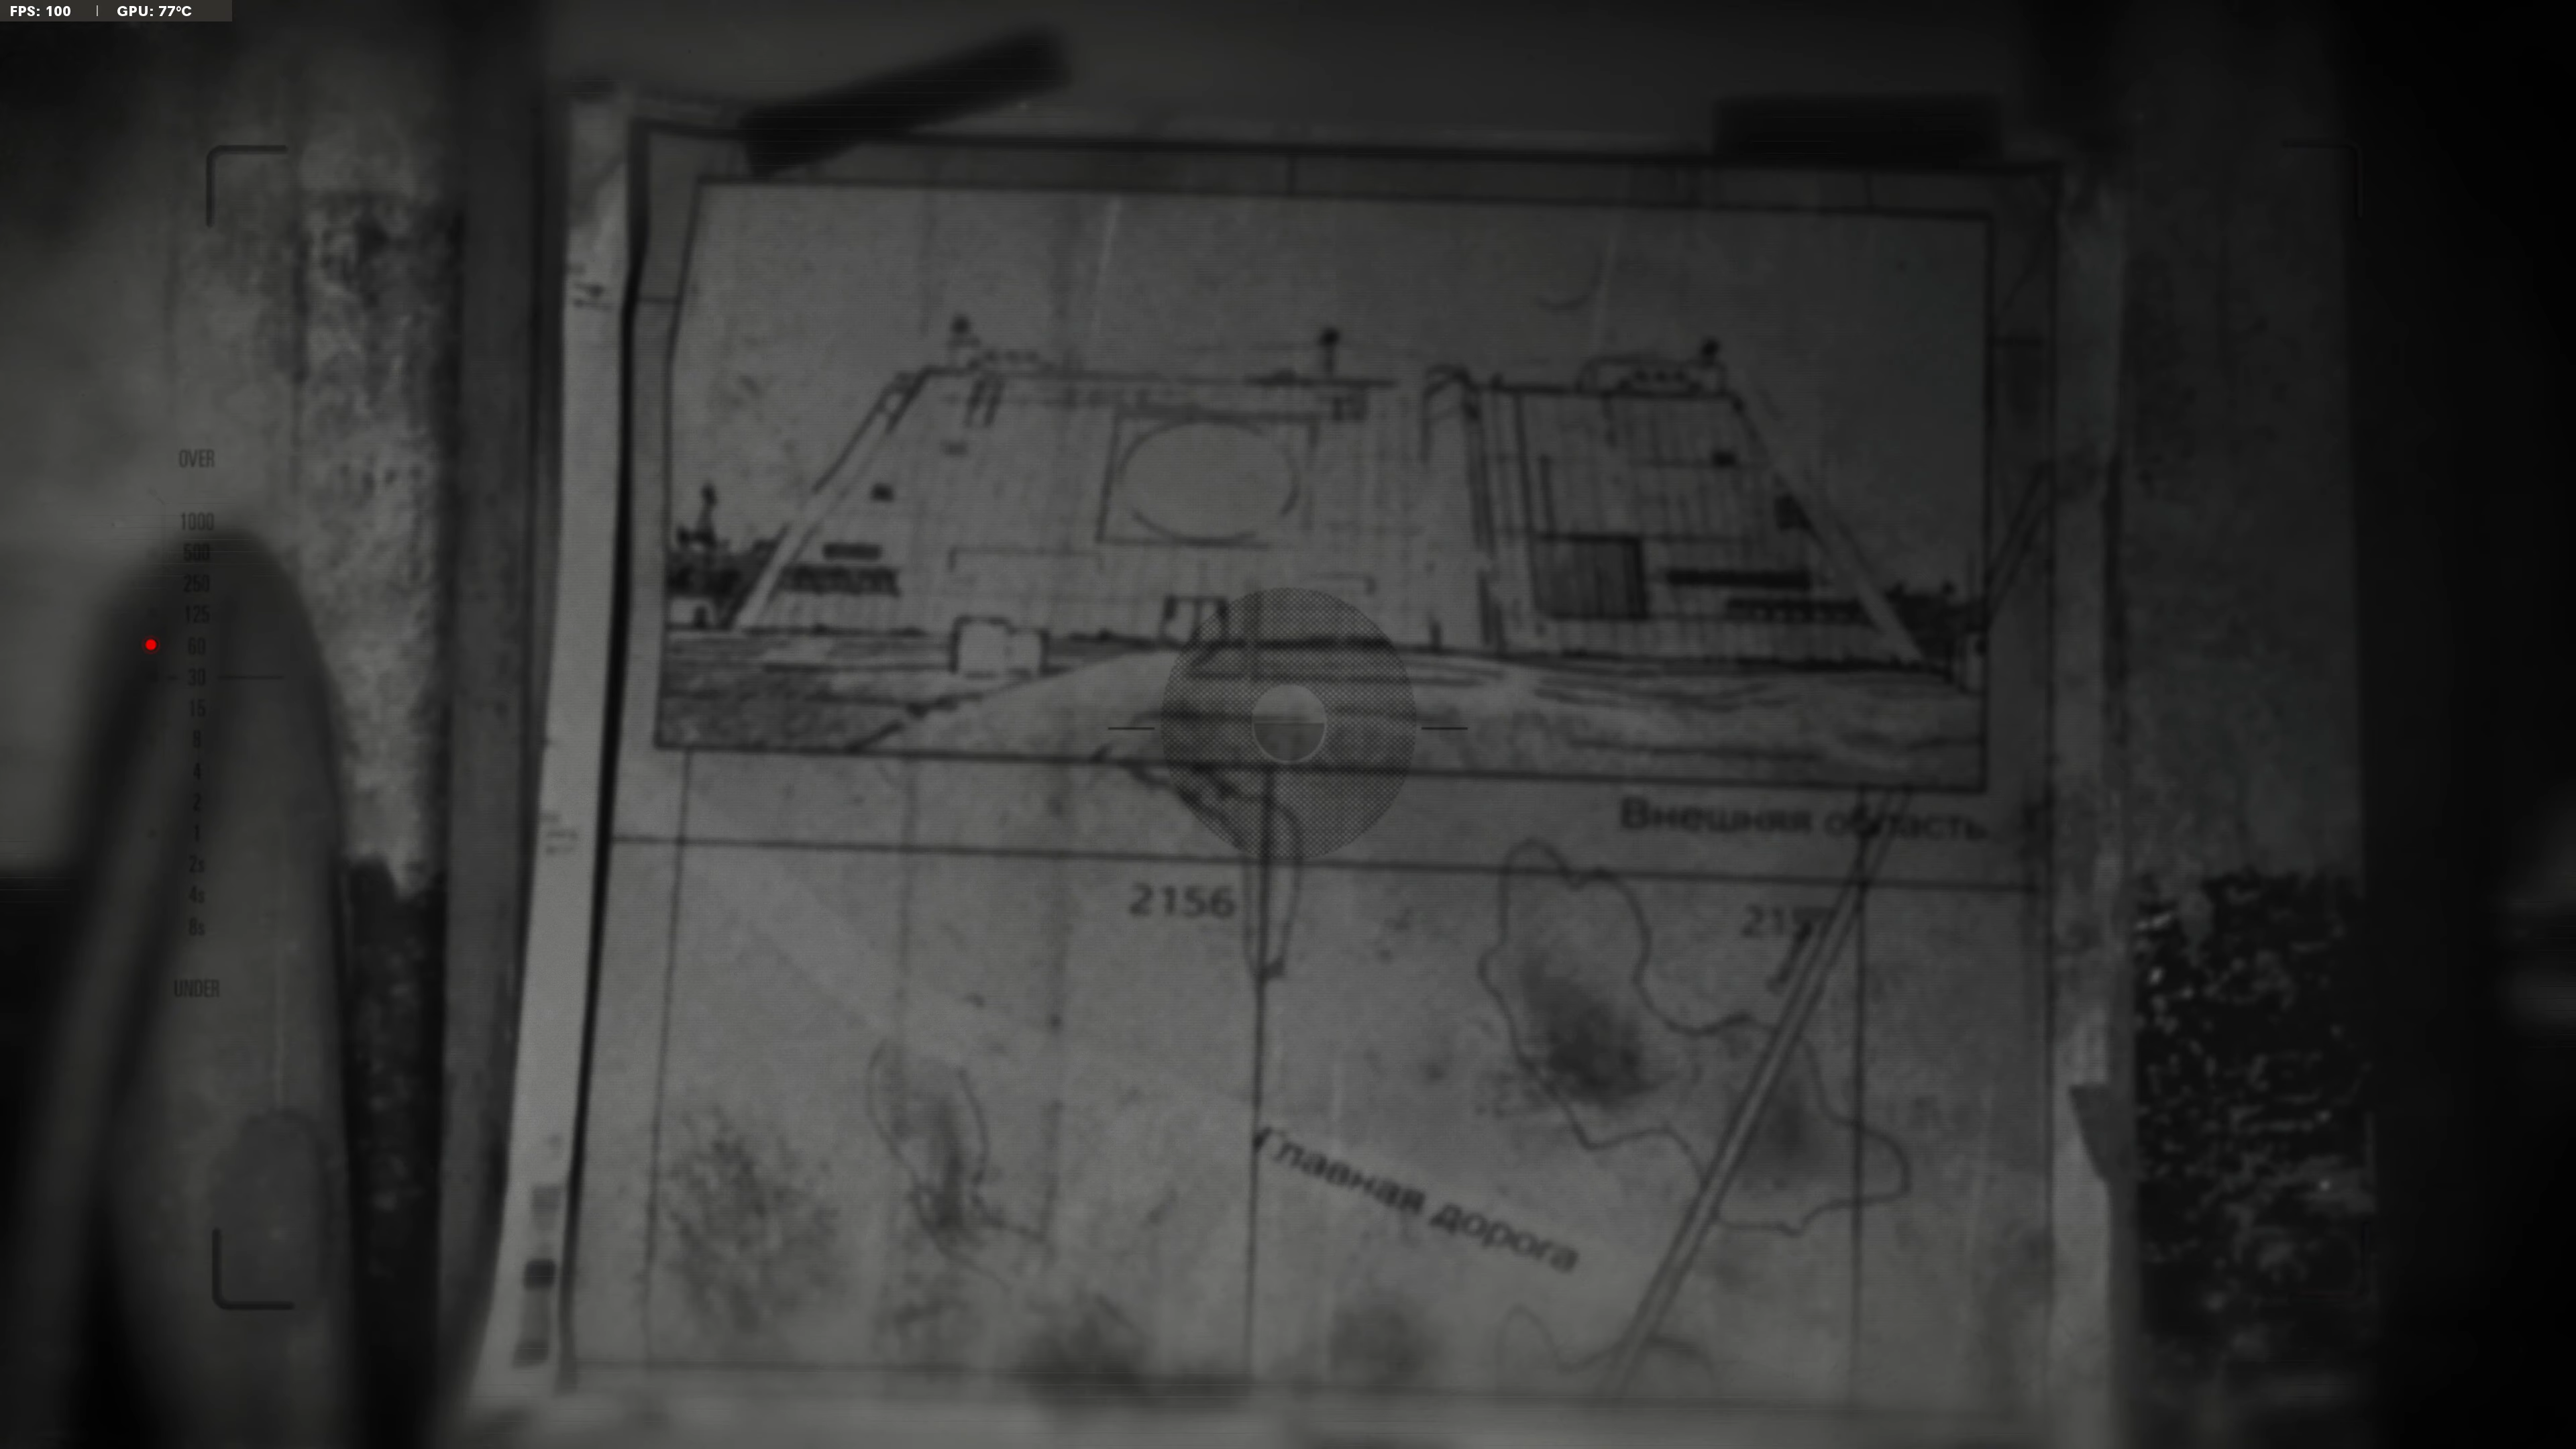 FPS: 100 | GPU: 77°C
OVER
1000
500
250
125
60
30
15
8
4
2
1
2s
4s
8s
UNDER
Внешняя область
2156
2157
Главная дорога